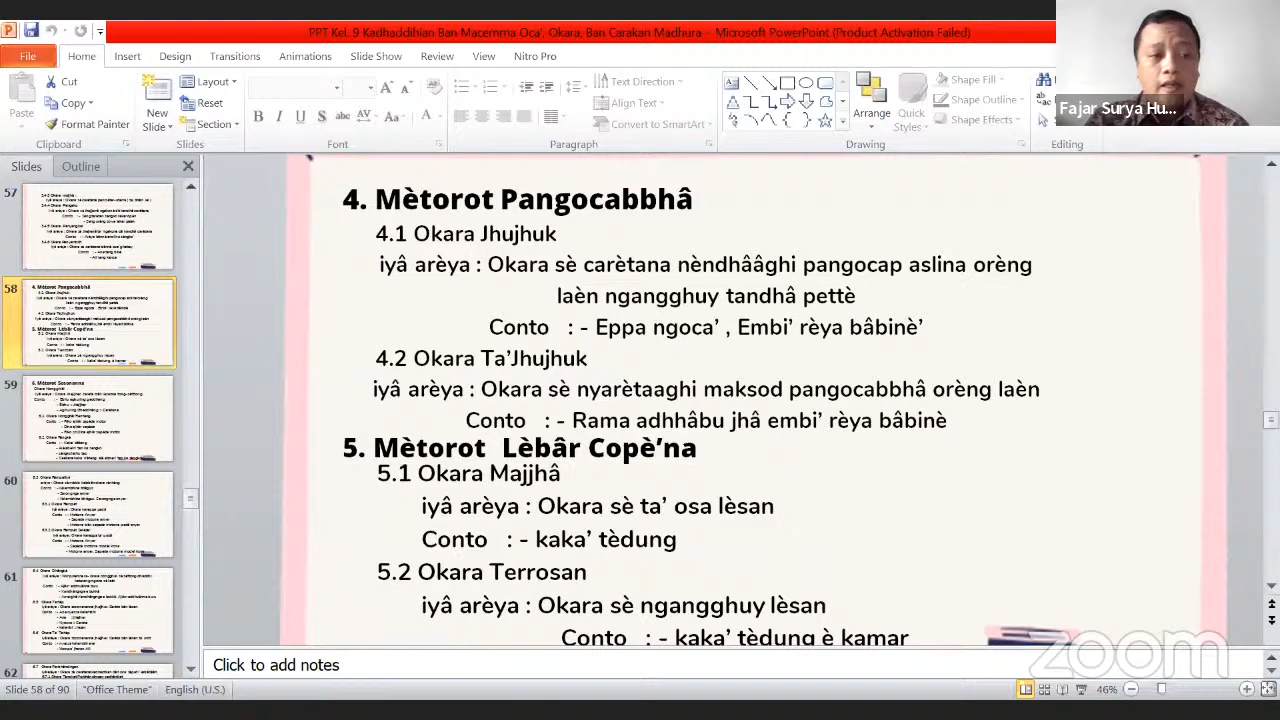 PPT Kel. 9 Kadhaddihian Ban Macemma Oca', Okara, Ban Carakan Madhura - Microsoft PowerPoint (Product Activation Failed)
File Home Insert Design Transitions Animations Slide Show Review View Nitro Pro
Cut
Copy
Format Painter
Paste
Clipboard
New
Slide
Layout
Reset
Section
Slides
Font
Text Direction
Align Text
Convert to SmartArt
Paragraph
Arrange
Quick
Styles
Shape Fill
Shape Outline
Shape Effects
Drawing
Editing
Fajar Surya Hu...
Slides Outline
57
58
59
60
61
62
4. Mètorot Pangocabbhâ
4.1 Okara Jhujhuk
iyâ arèya : Okara sè carètana nèndhââghi pangocap aslina orèng
laèn ngangghuy tandhâ pettè
Conto : - Eppa ngoca’ , Embi’ rèya bâbinè’
4.2 Okara Ta’Jhujhuk
iyâ arèya : Okara sè nyarètaaghi maksod pangocabbhâ orèng laèn
Conto : - Rama adhhâbu jhâ embi’ rèya bâbinè
5. Mètorot Lèbâr Copè’na
5.1 Okara Majjhâ
iyâ arèya : Okara sè ta’ osa lèsan
Conto : - kaka’ tèdung
5.2 Okara Terrosan
iyâ arèya : Okara sè ngangghuy lèsan
Conto : - kaka’ tèdung è kamar
zoom
Click to add notes
Slide 58 of 90 "Office Theme" English (U.S.) 46%